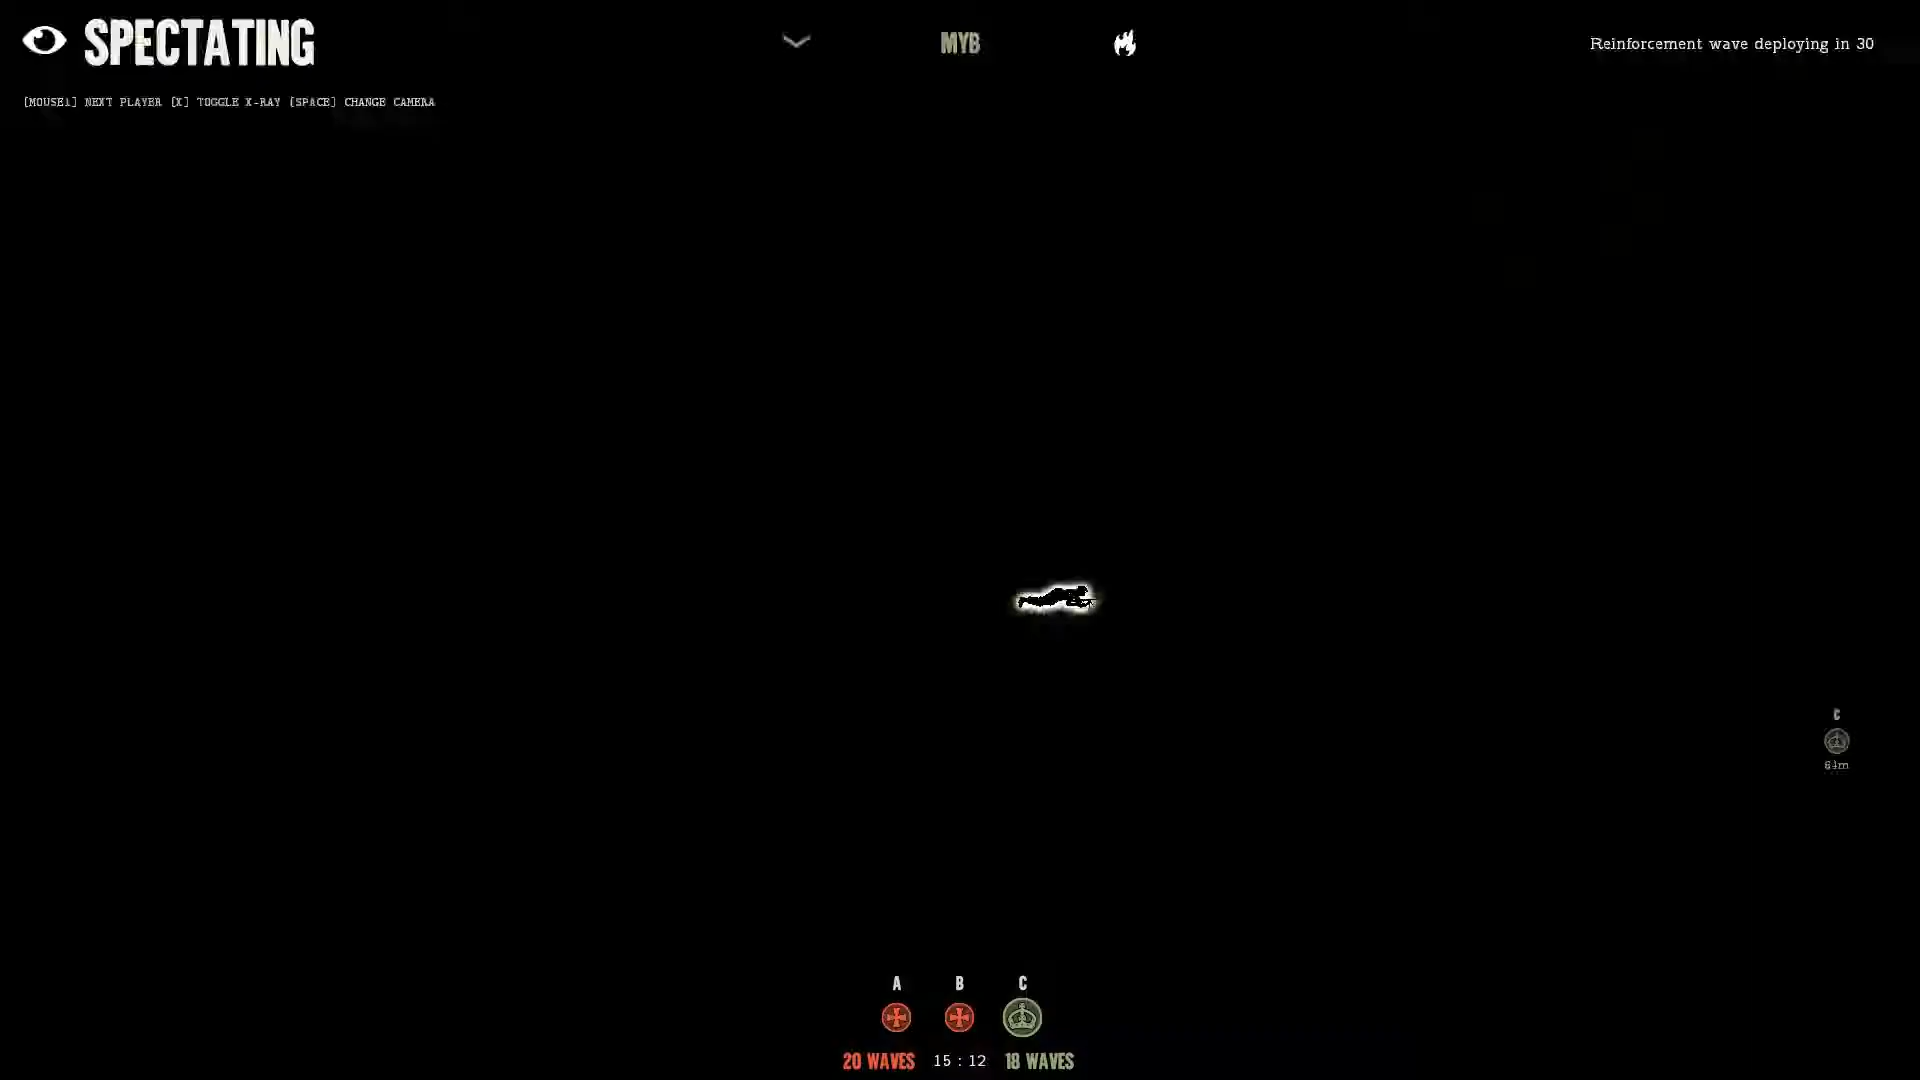 SPECTATING
MYB
Reinforcement wave deploying in 30
[MOUSE1] NEXT PLAYER [X] TOGGLE X-RAY [SPACE] CHANGE CAMERA
C
A B C
20 WAVES 15 : 12 18 WAVES